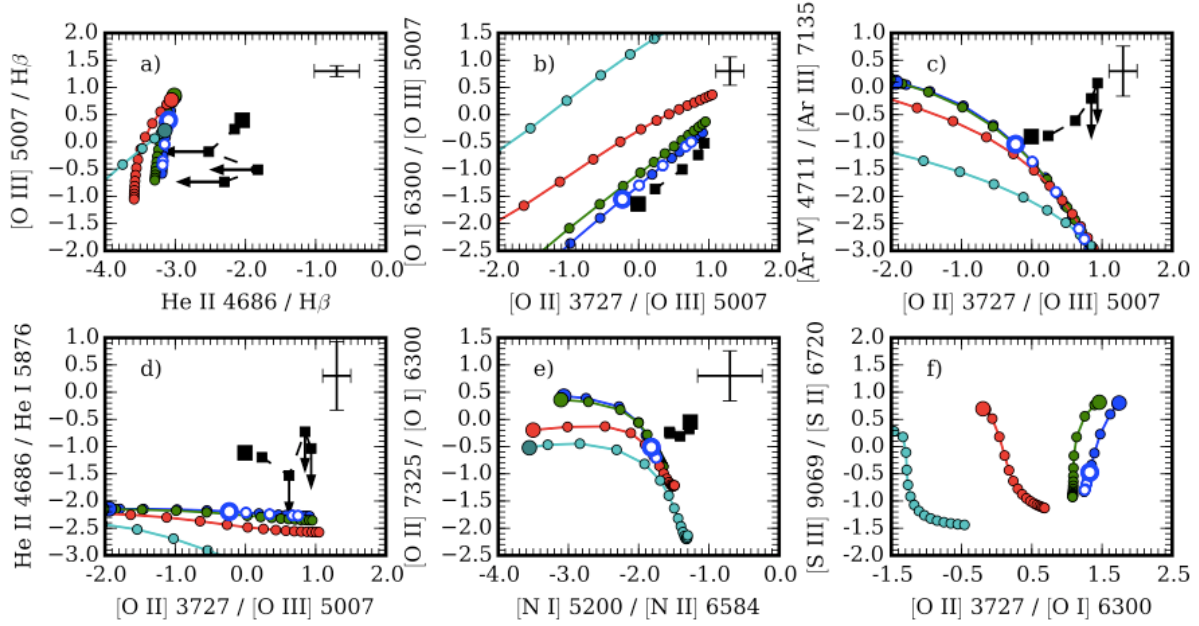 [O III] 5007 / Hβ
2.0
1.5
1.0
0.5
0.0
−0.5
−1.0
−1.5
−2.0
a)
-4.0 -3.0 -2.0 -1.0 0.0
He II 4686 / Hβ
[O I] 6300 / [O III] 5007
1.5
1.0
0.5
0.0
−0.5
−1.0
−1.5
−2.0
−2.5
b)
-2.0 -1.0 0.0 1.0 2.0
[O II] 3727 / [O III] 5007
[Ar IV] 4711 / [Ar III] 7135
1.0
0.5
0.0
−0.5
−1.0
−1.5
−2.0
−2.5
−3.0
c)
-2.0 -1.0 0.0 1.0 2.0
[O II] 3727 / [O III] 5007
He II 4686 / He I 5876
1.0
0.5
0.0
−0.5
−1.0
−1.5
−2.0
−2.5
−3.0
d)
-2.0 -1.0 0.0 1.0 2.0
[O II] 3727 / [O III] 5007
[O II] 7325 / [O I] 6300
1.5
1.0
0.5
0.0
−0.5
−1.0
−1.5
−2.0
−2.5
e)
-4.0 -3.0 -2.0 -1.0 0.0
[N I] 5200 / [N II] 6584
[S III] 9069 / [S II] 6720
2.0
1.5
1.0
0.5
0.0
−0.5
−1.0
−1.5
−2.0
f)
-1.5 -0.5 0.5 1.5 2.5
[O II] 3727 / [O I] 6300